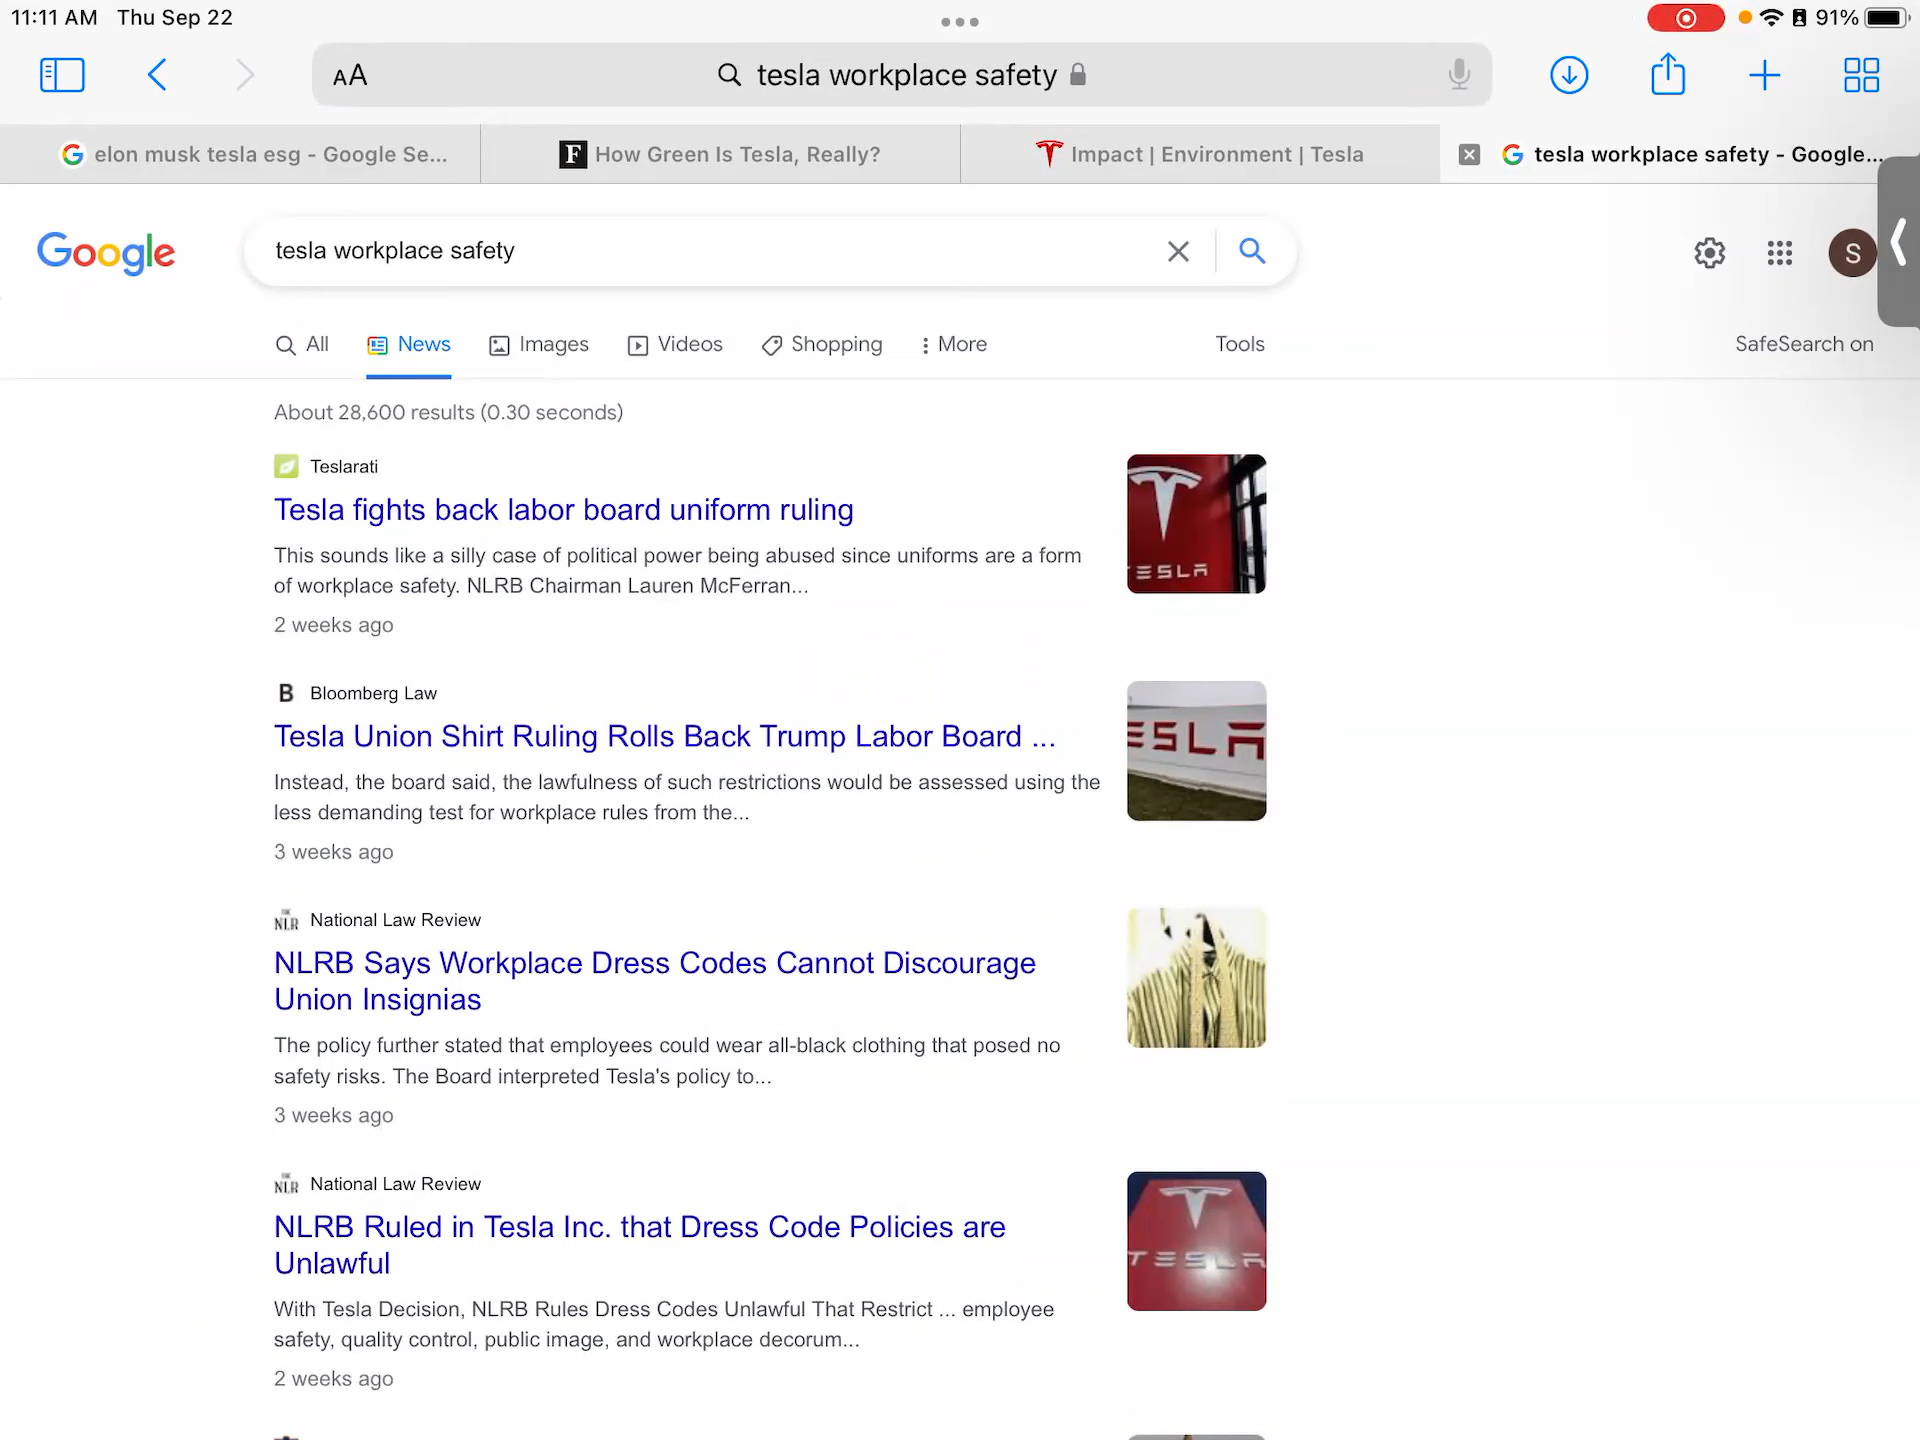 11:11 AM Thu Sep 22
91%
AA
tesla workplace safety
elon musk tesla esg - Google Se...
F How Green Is Tesla, Really?
Impact | Environment | Tesla
tesla workplace safety - Google...
Google
tesla workplace safety
S
All
News
Images
Videos
Shopping
More
Tools
SafeSearch on
About 28,600 results (0.30 seconds)
Teslarati
Tesla fights back labor board uniform ruling
This sounds like a silly case of political power being abused since uniforms are a form
of workplace safety. NLRB Chairman Lauren McFerran...
2 weeks ago
TESLA
B Bloomberg Law
Tesla Union Shirt Ruling Rolls Back Trump Labor Board ...
Instead, the board said, the lawfulness of such restrictions would be assessed using the
less demanding test for workplace rules from the...
3 weeks ago
ESLA
THE
NLR National Law Review
NLRB Says Workplace Dress Codes Cannot Discourage
Union Insignias
The policy further stated that employees could wear all-black clothing that posed no
safety risks. The Board interpreted Tesla's policy to...
3 weeks ago
THE
NLR National Law Review
NLRB Ruled in Tesla Inc. that Dress Code Policies are
Unlawful
With Tesla Decision, NLRB Rules Dress Codes Unlawful That Restrict ... employee
safety, quality control, public image, and workplace decorum...
2 weeks ago
TESLA